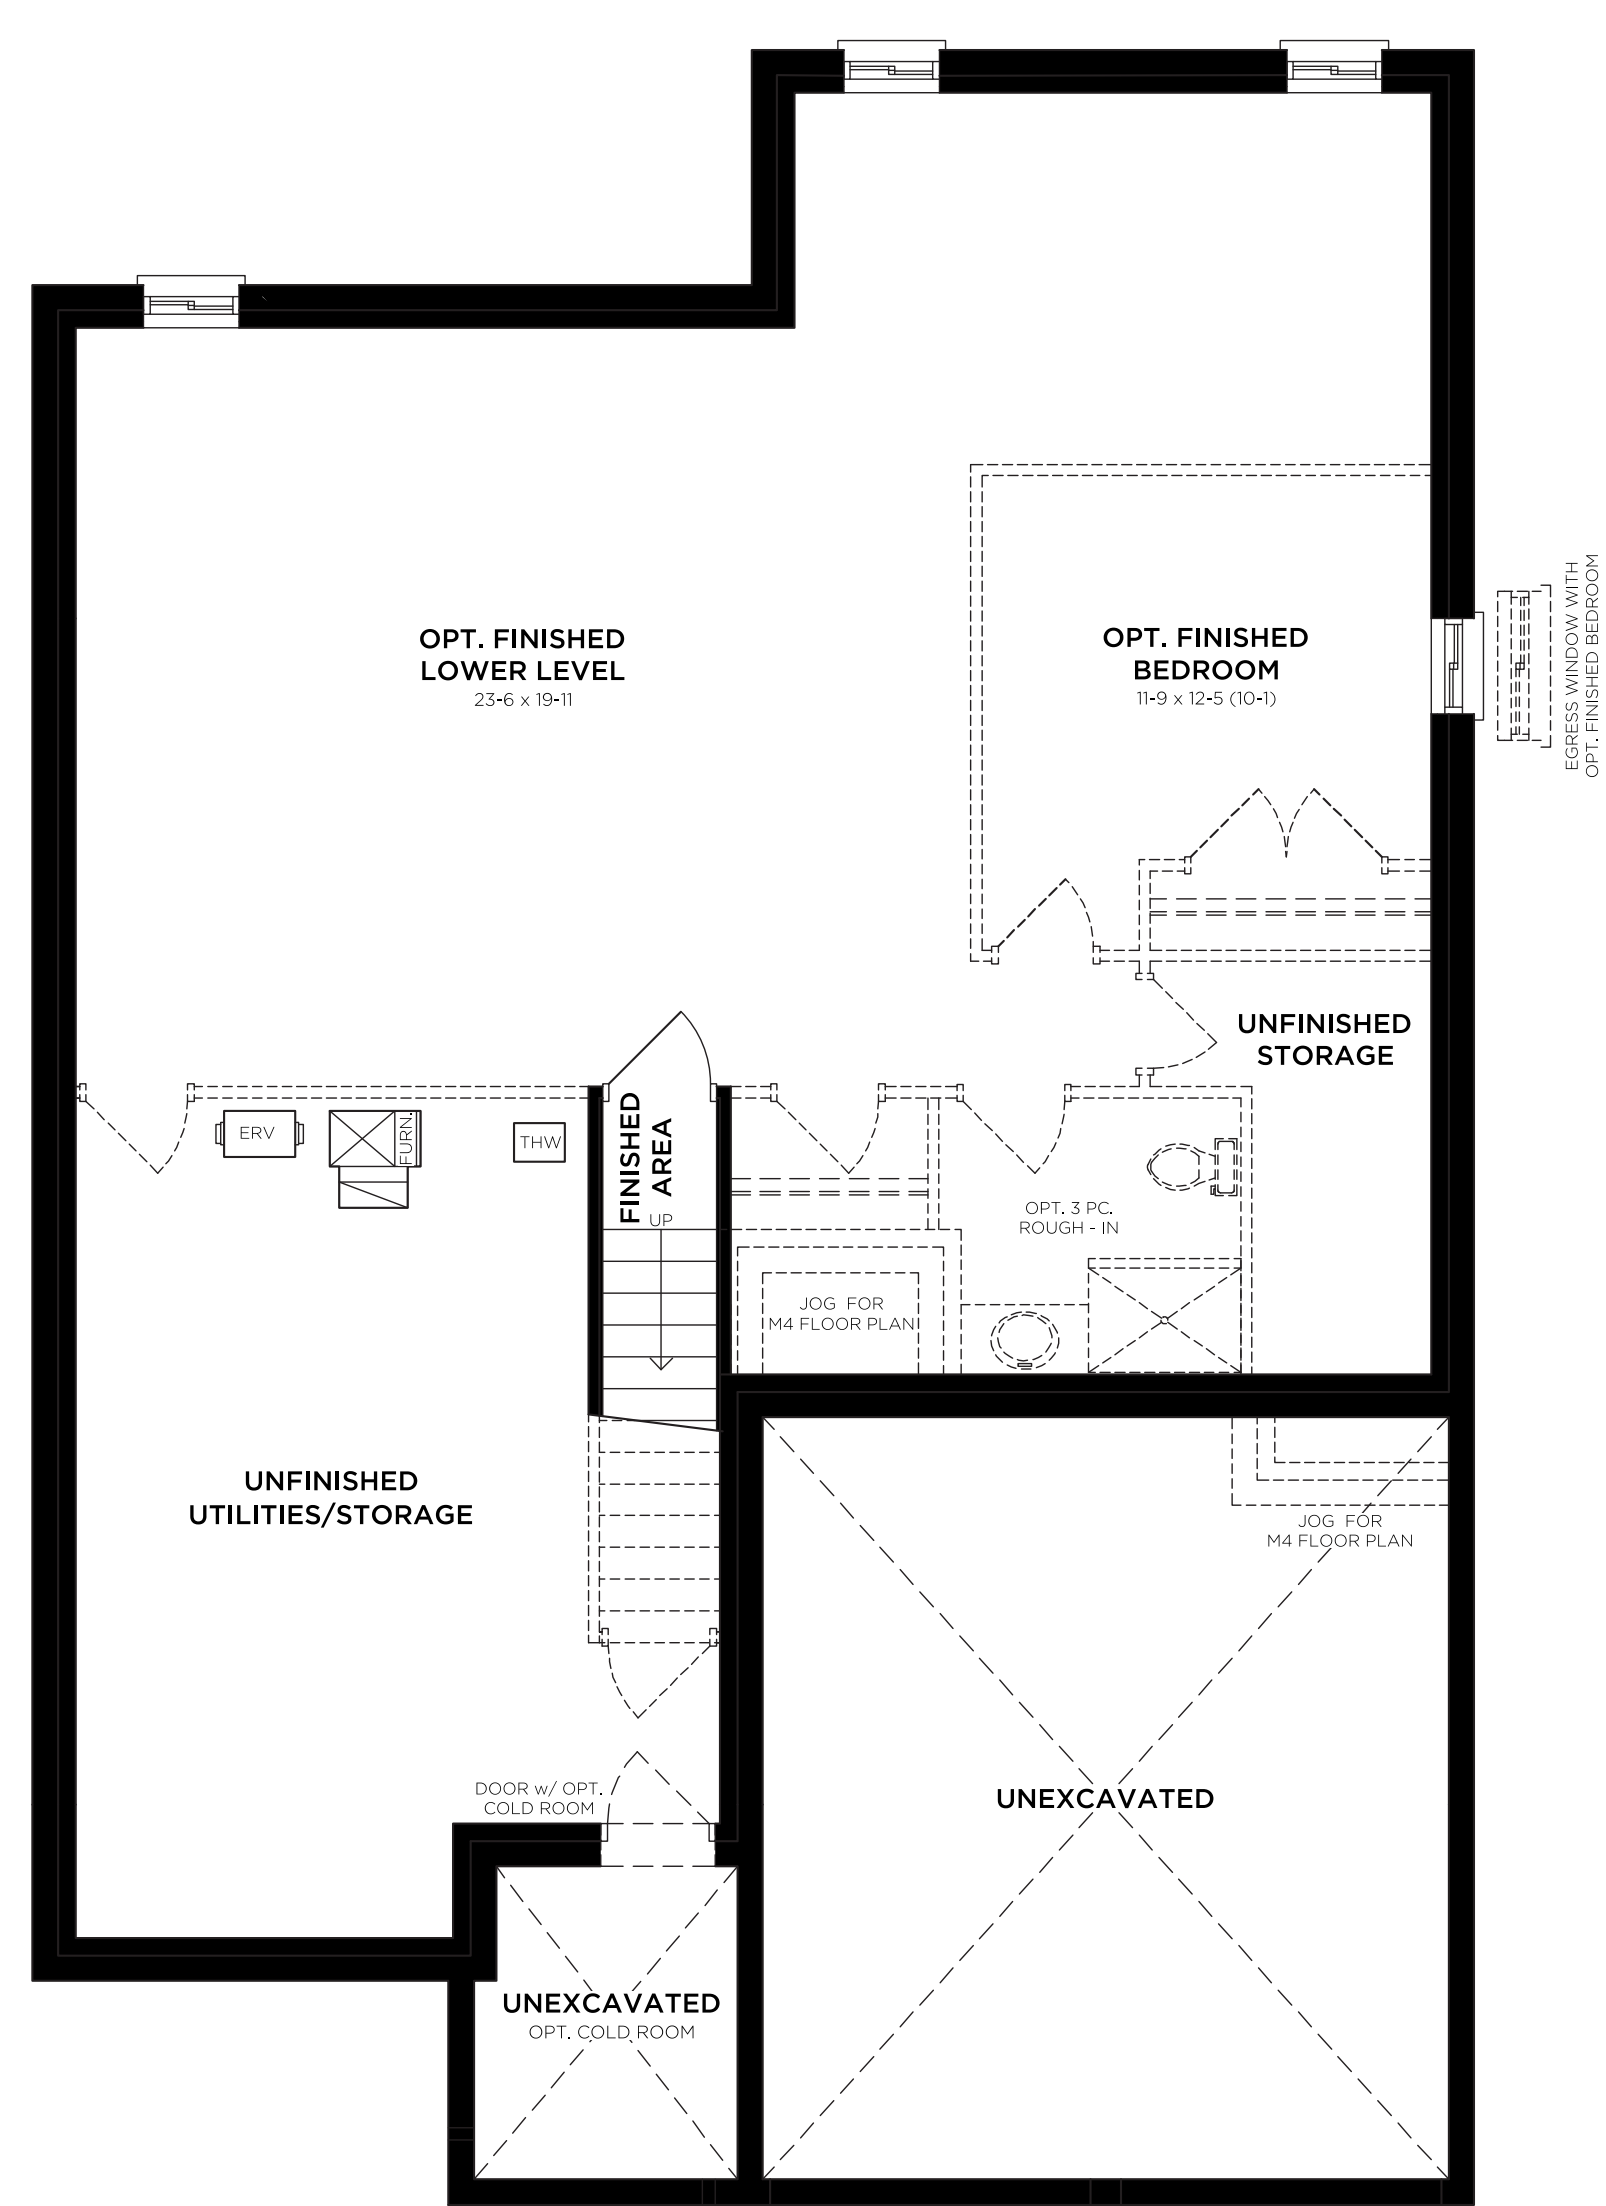 EGRESS WINDOW WITH
OPT. FINISHED BEDROOM
OPT. FINISHED
LOWER LEVEL
23-6 x 19-11
OPT. FINISHED
BEDROOM
11-9 x 12-5 (10-1)
UNFINISHED
STORAGE
ERV
FURN.
THW
FINISHED
AREA
UP
OPT. 3 PC.
ROUGH - IN
JOG FOR
M4 FLOOR PLAN
UNFINISHED
UTILITIES/STORAGE
JOG FOR
M4 FLOOR PLAN
DOOR w/ OPT.
COLD ROOM
UNEXCAVATED
UNEXCAVATED
OPT. COLD ROOM